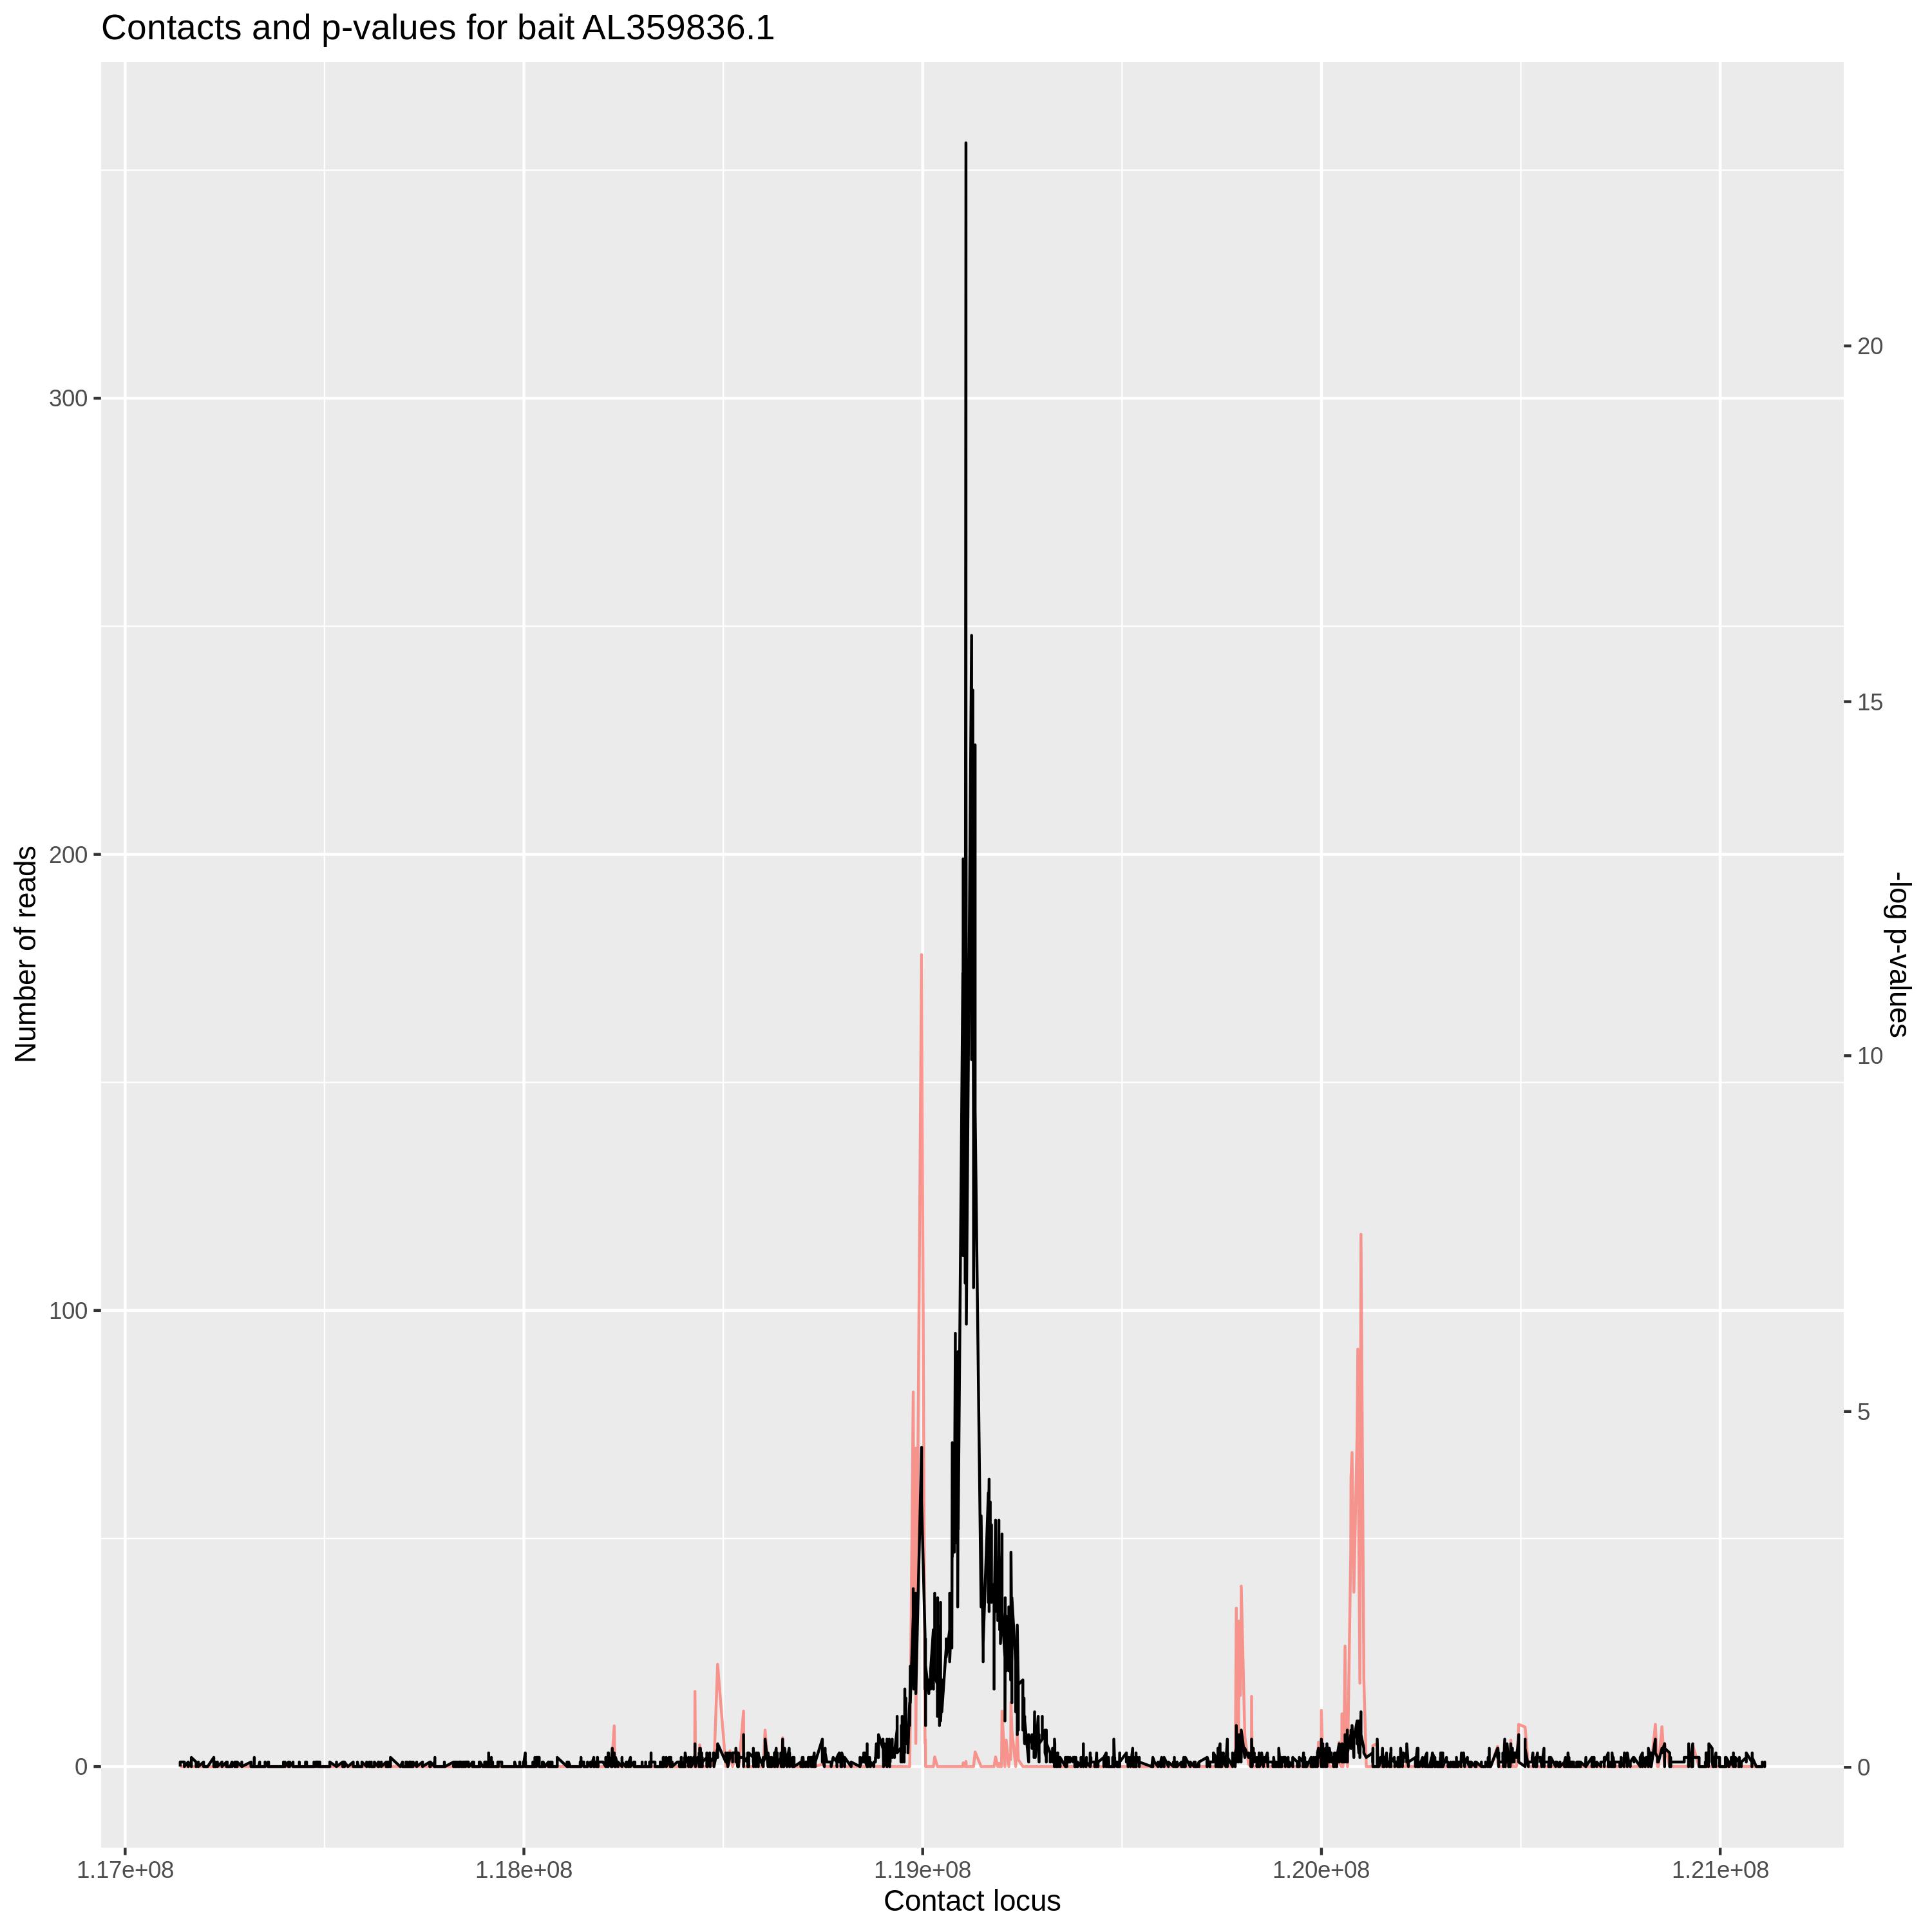 Contacts and p-values for bait AL359836.1
300
200
100
0
20
15
10
5
0
Number of reads
-log p-values
1.17e+08 1.18e+08 1.19e+08 1.20e+08 1.21e+08
Contact locus